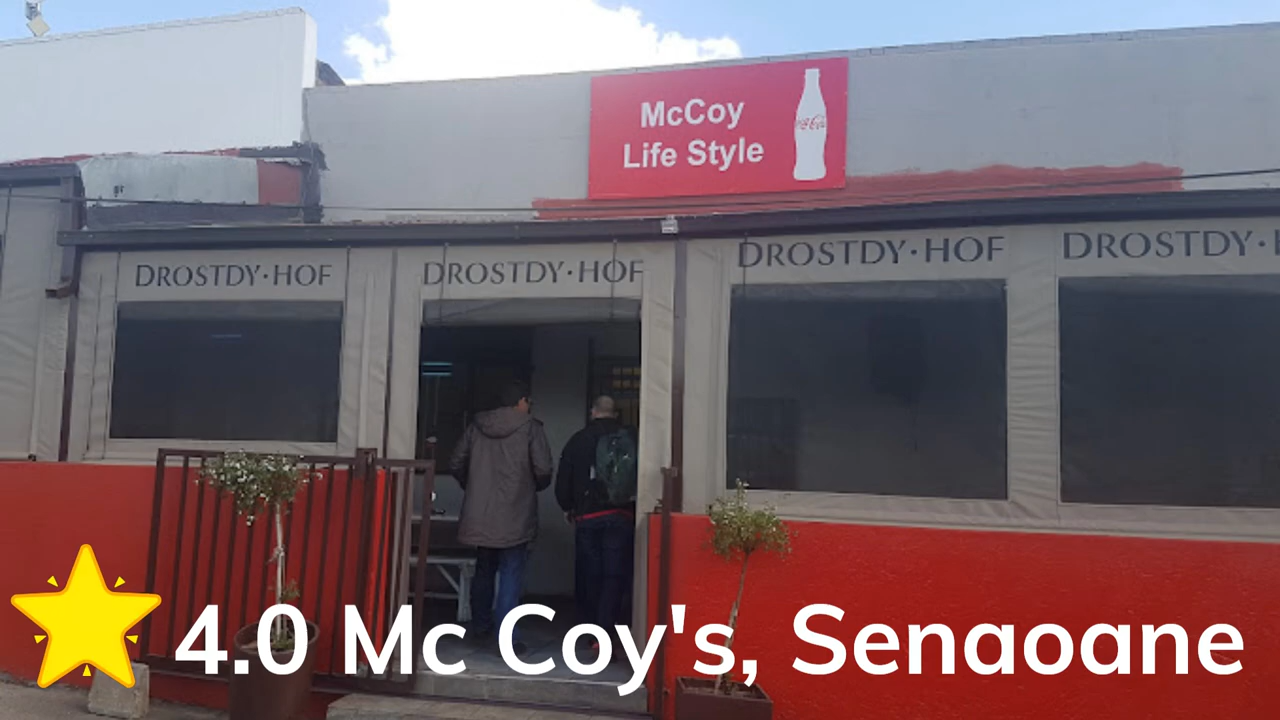 McCoy
Life Style
Coca-Cola
DROSTDY·HOF DROSTDY·HOF DROSTDY·HOF DROSTDY·H
4.0 Mc Coy's, Senaoane